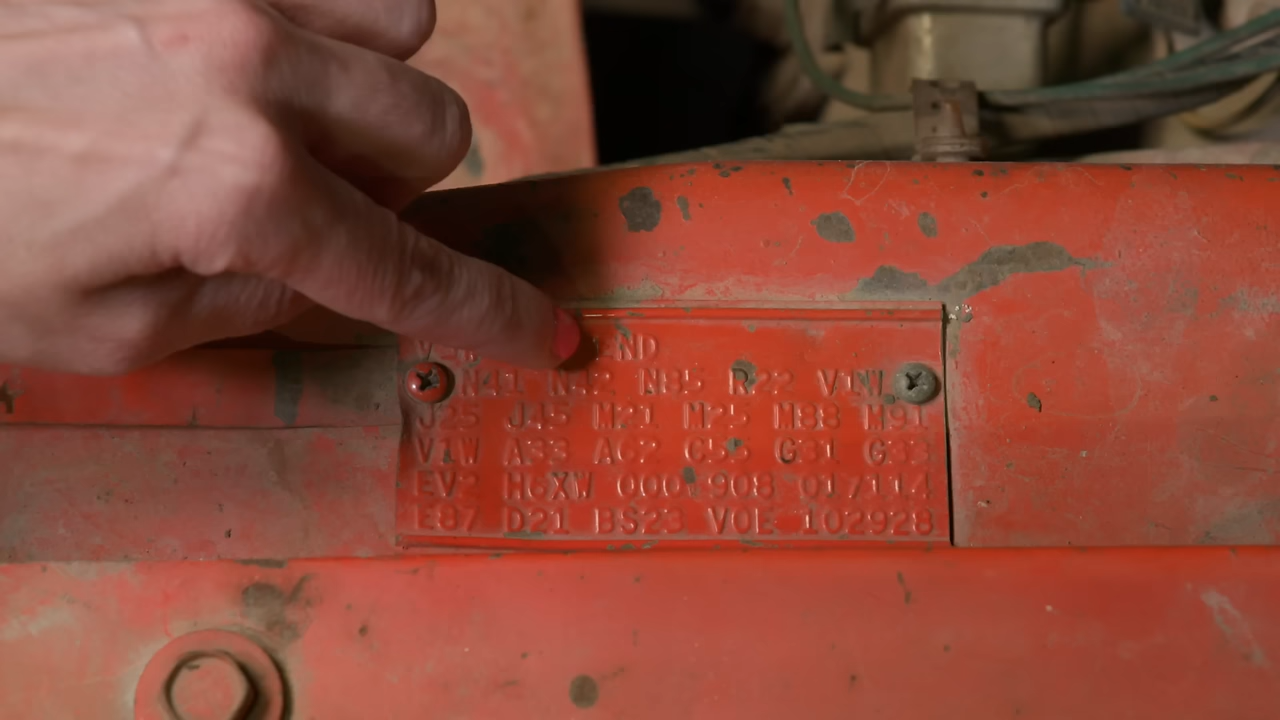 END
N41 N42 N85 R22 V1W
J25 J45 M21 M25 M88 M91
V1W A33 A62 C55 G31 G33
EV2 H6XW 000 908 017114
E87 D21 BS23 V0E 102928